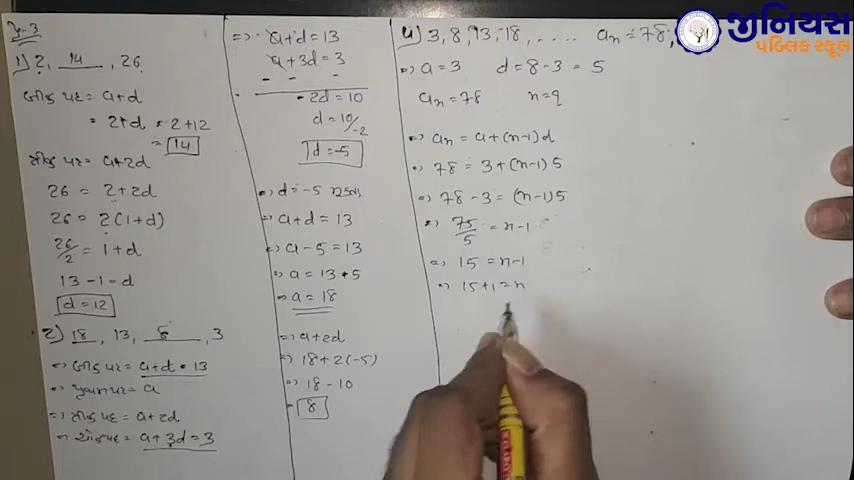 પ્ર-3
1) 2, 14, 26
બીજુ પદ = a+d
= 2+d = 2+12
= 14
ત્રીજુ પદ = a+2d
26 = 2+2d
26 = 2(1+d)
26/2 = 1+d
13-1=d
d=12
2) 18, 13, 8, 3
=> બીજુ પદ = a+d = 13
=> પ્રથમ પદ = a
=> ત્રીજુ પદ = a+2d
=> ચોથુ પદ = a+3d=3
=> a+d=13
a+3d=3
- - -
-2d=10
d=10/-2
d=-5
=> d=-5 મૂકતા
=> a+d=13
=> a-5=13
=> a=13+5
=> a=18
=> a+2d
=> 18+2(-5)
=> 18-10
= 8
4) 3, 8, 13, 18, ..... an=78,
=> a=3 d=8-3=5
an=78 n=9
=> an=a+(n-1)d
=> 78=3+(n-1)5
=> 78-3=(n-1)5
=> 75/5=n-1
=> 15=n-1
=> 15+1=n
જીનિયસ
પબ્લિક સ્કૂલ